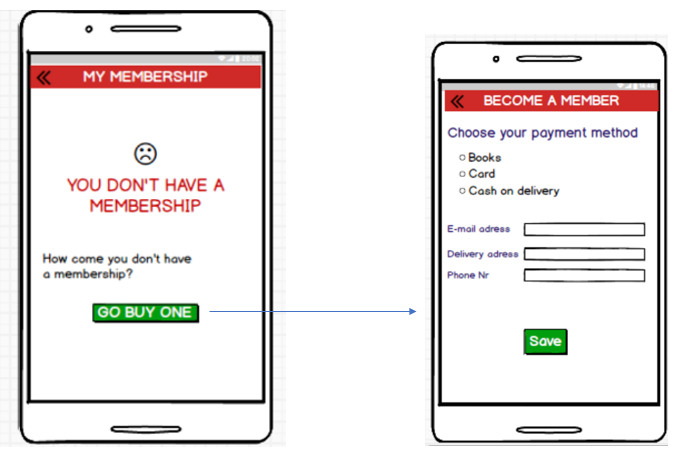 MY MEMBERSHIP
YOU DON'T HAVE A
MEMBERSHIP
How come you don't have
a membership?
GO BUY ONE
BECOME A MEMBER
Choose your payment method
Books
Card
Cash on delivery
E-mail adress
Delivery adress
Phone Nr
Save